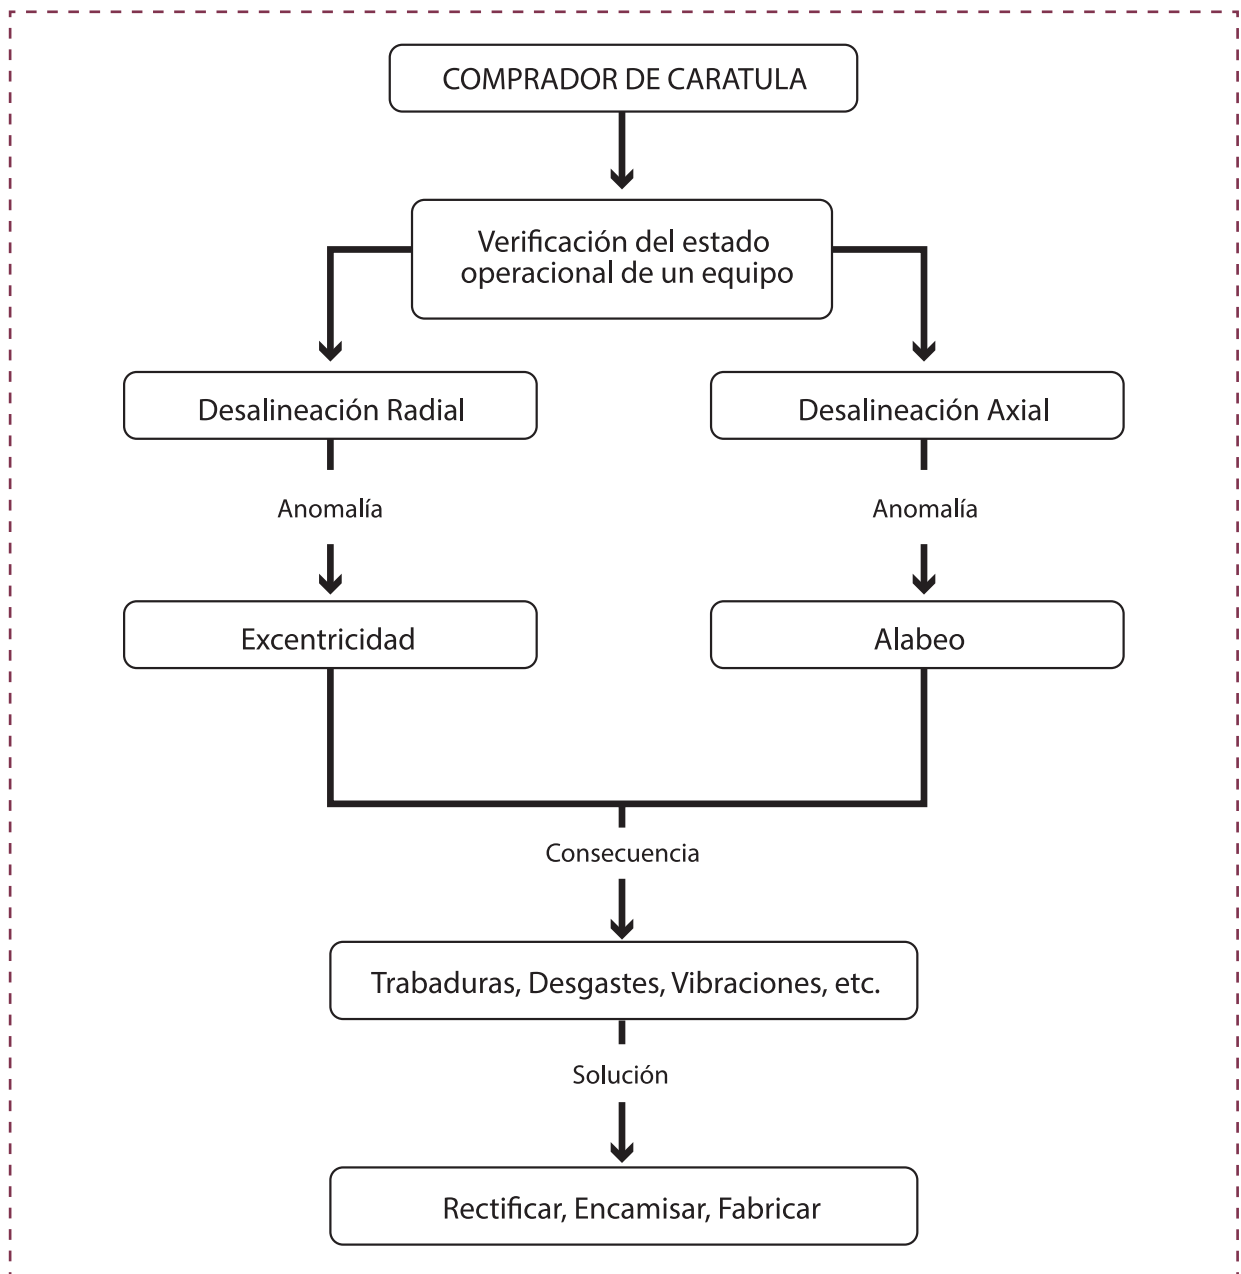 COMPRADOR DE CARATULA
Verificación del estado
operacional de un equipo
Desalineación Radial
Desalineación Axial
Anomalía
Anomalía
Excentricidad
Alabeo
Consecuencia
Trabaduras, Desgastes, Vibraciones, etc.
Solución
Rectificar, Encamisar, Fabricar